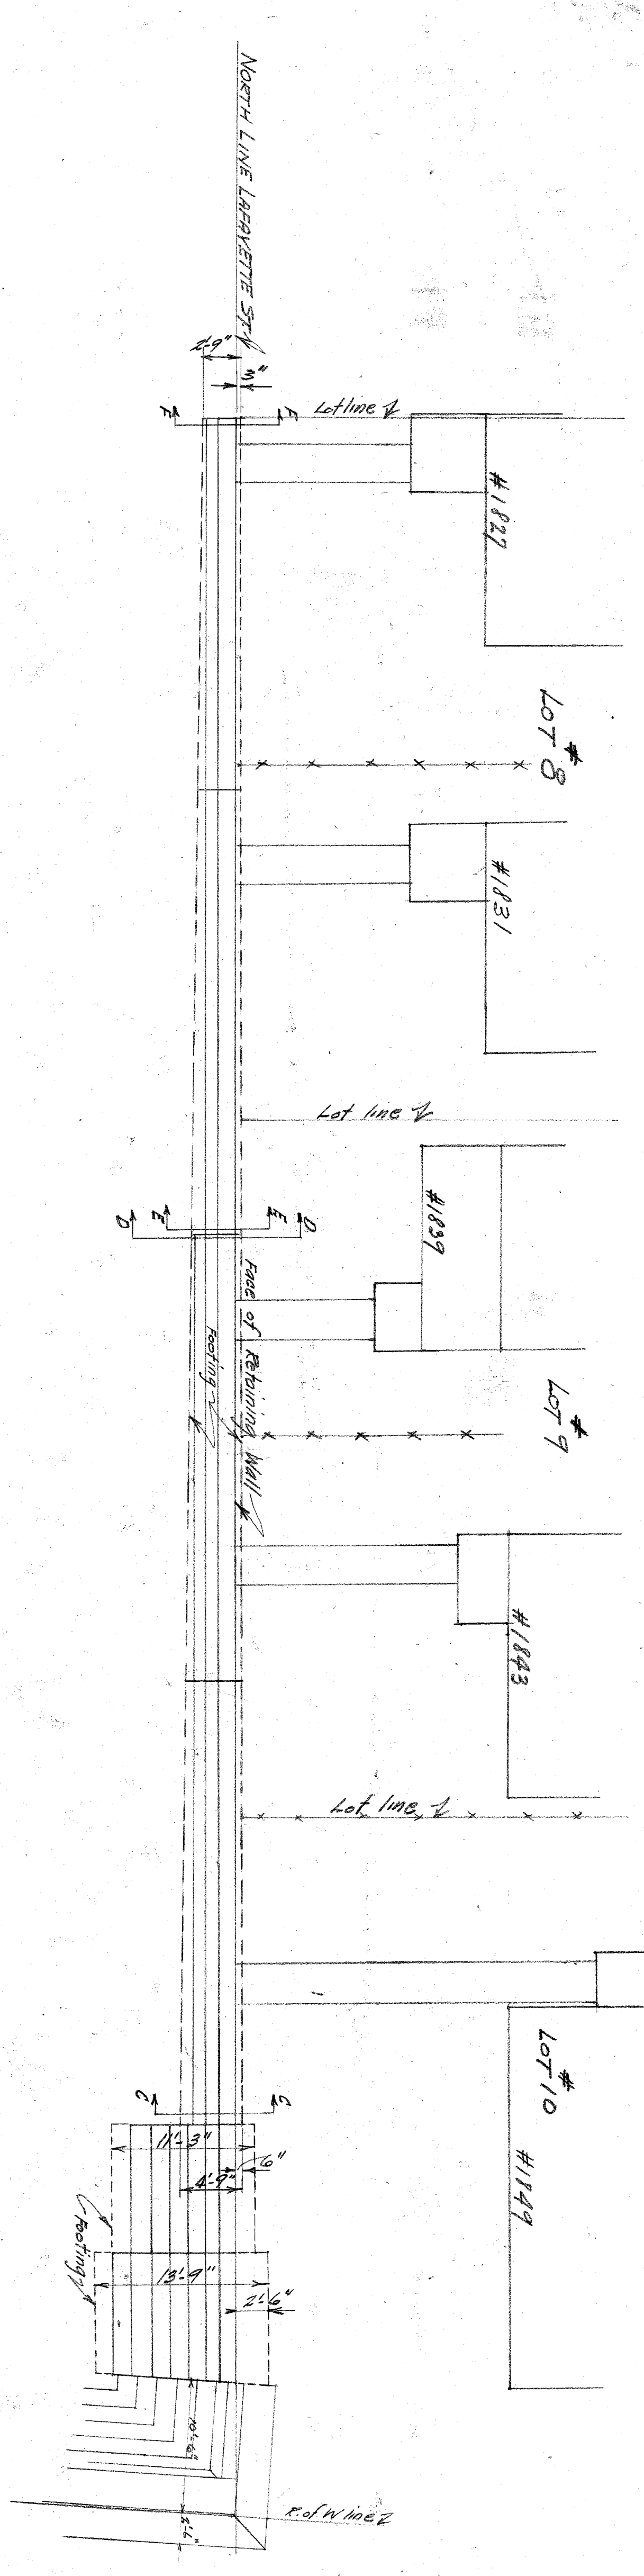 NORTH LINE LAFAYETTE ST.
2'-9"
3"
F
F
Lot line
#1827
LOT #8
#1831
Lot line
#1839
D
E
E
D
Face of Retaining Wall
Footing
LOT #9
#1843
Lot line
LOT #10
C
C
#1849
11'-3"
6"
4'-9"
Footing
13'-9"
2'-6"
10'-6"
R. of W line
2'-6"